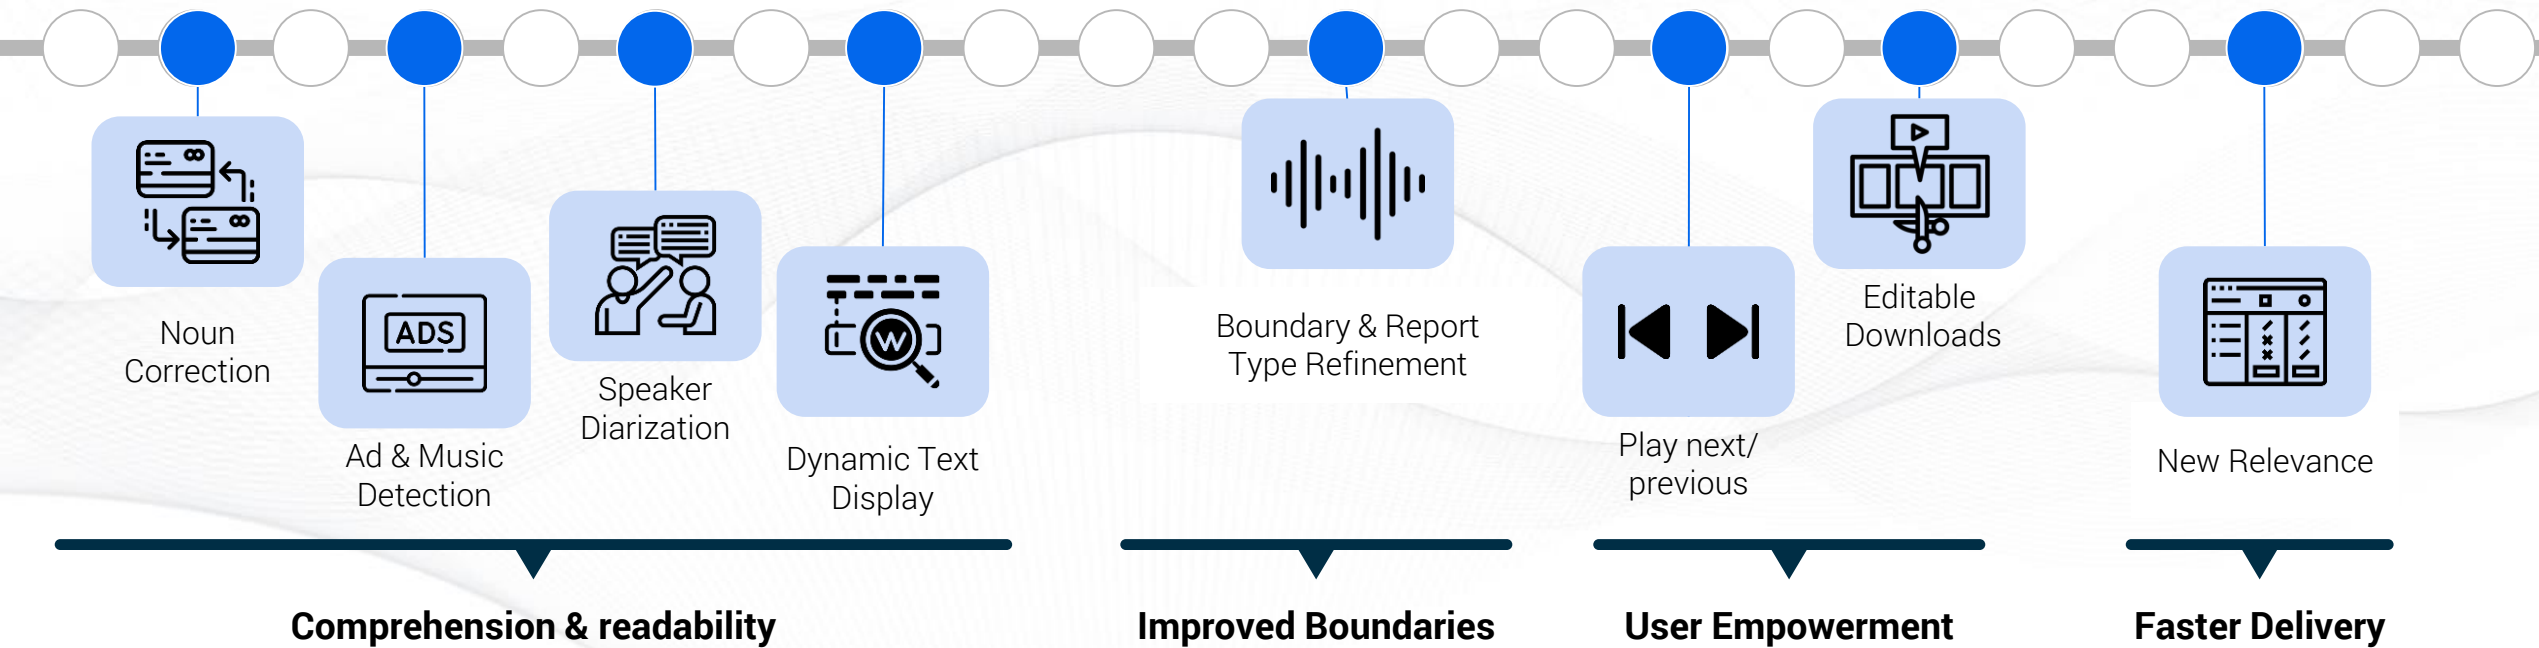 Noun
Correction
ADS
Ad & Music
Detection
Speaker
Diarization
W
Dynamic Text
Display
Boundary & Report
Type Refinement
Play next/
previous
Editable
Downloads
New Relevance
Comprehension & readability
Improved Boundaries
User Empowerment
Faster Delivery